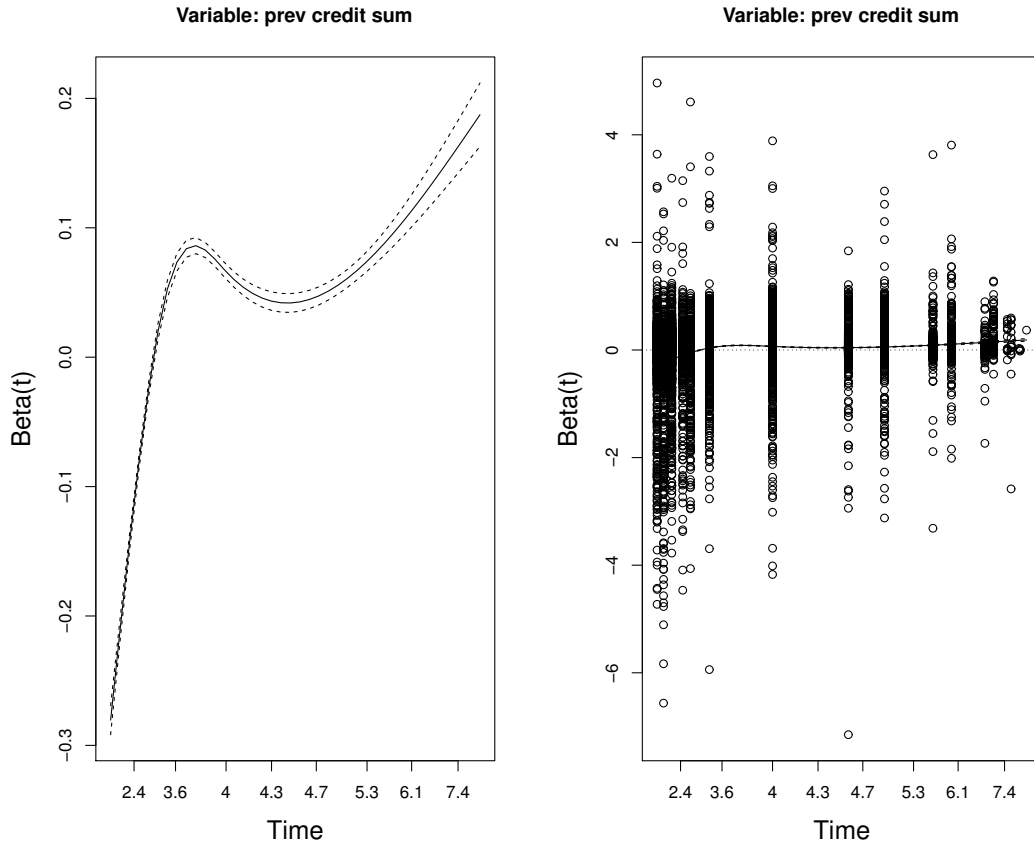 Variable: prev credit sum
Beta(t)
0.2
0.1
0.0
−0.1
−0.2
−0.3
2.4 3.6 4 4.3 4.7 5.3 6.1 7.4
Time
Variable: prev credit sum
Beta(t)
4
2
0
−2
−4
−6
2.4 3.6 4 4.3 4.7 5.3 6.1 7.4
Time